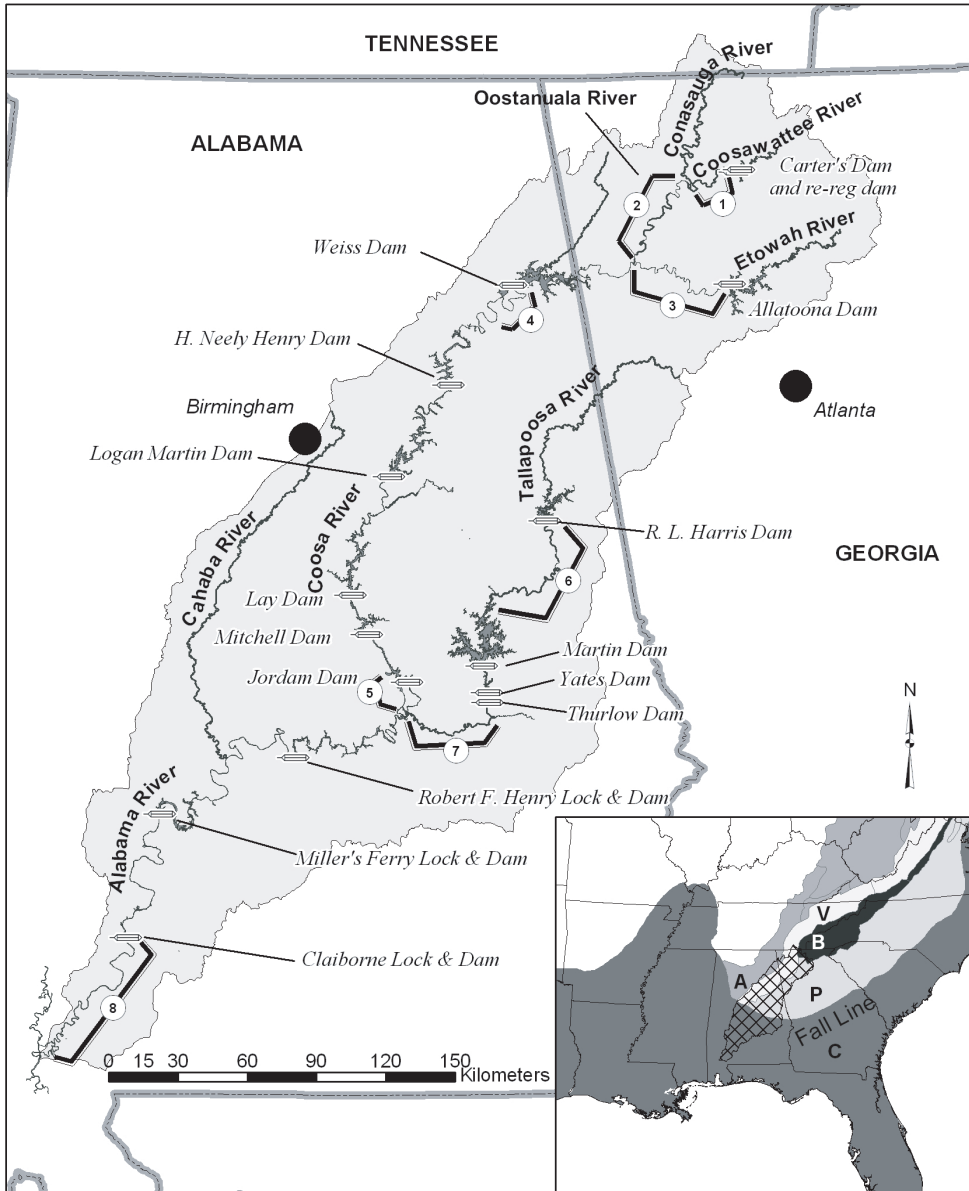 TENNESSEE
Conasauga River
Oostanuala River
ALABAMA
Coosawattee River
Carter's Dam
and re-reg dam
2
1
Etowah River
Weiss Dam
3
Allatoona Dam
4
H. Neely Henry Dam
Tallapoosa River
Birmingham
Atlanta
Logan Martin Dam
Coosa River
Cahaba River
R. L. Harris Dam
GEORGIA
6
Lay Dam
Mitchell Dam
Martin Dam
Jordam Dam
Yates Dam
5
Thurlow Dam
N
7
Robert F. Henry Lock & Dam
Alabama River
Miller's Ferry Lock & Dam
Claiborne Lock & Dam
8
0 15 30 60 90 120 150
Kilometers
V
B
A
P
Fall Line
C